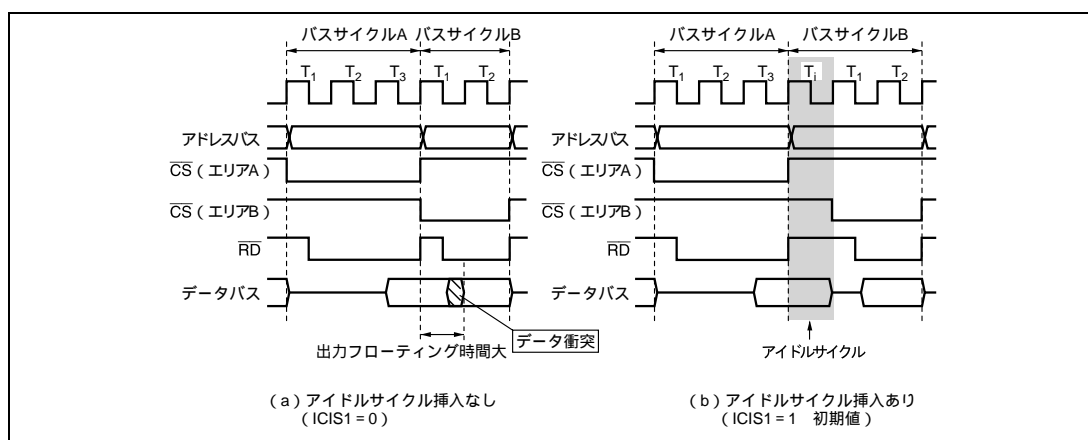 バスサイクルA
バスサイクルB
T1 T2 T3 T1 T2
アドレスバス
CS（エリアA）
CS（エリアB）
RD
データバス
データ衝突
出力フローティング時間大
（a）アイドルサイクル挿入なし
（ICIS1＝0）
バスサイクルA
バスサイクルB
T1 T2 T3 Ti T1 T2
アドレスバス
CS（エリアA）
CS（エリアB）
RD
データバス
アイドルサイクル
（b）アイドルサイクル挿入あり
（ICIS1＝1　初期値）